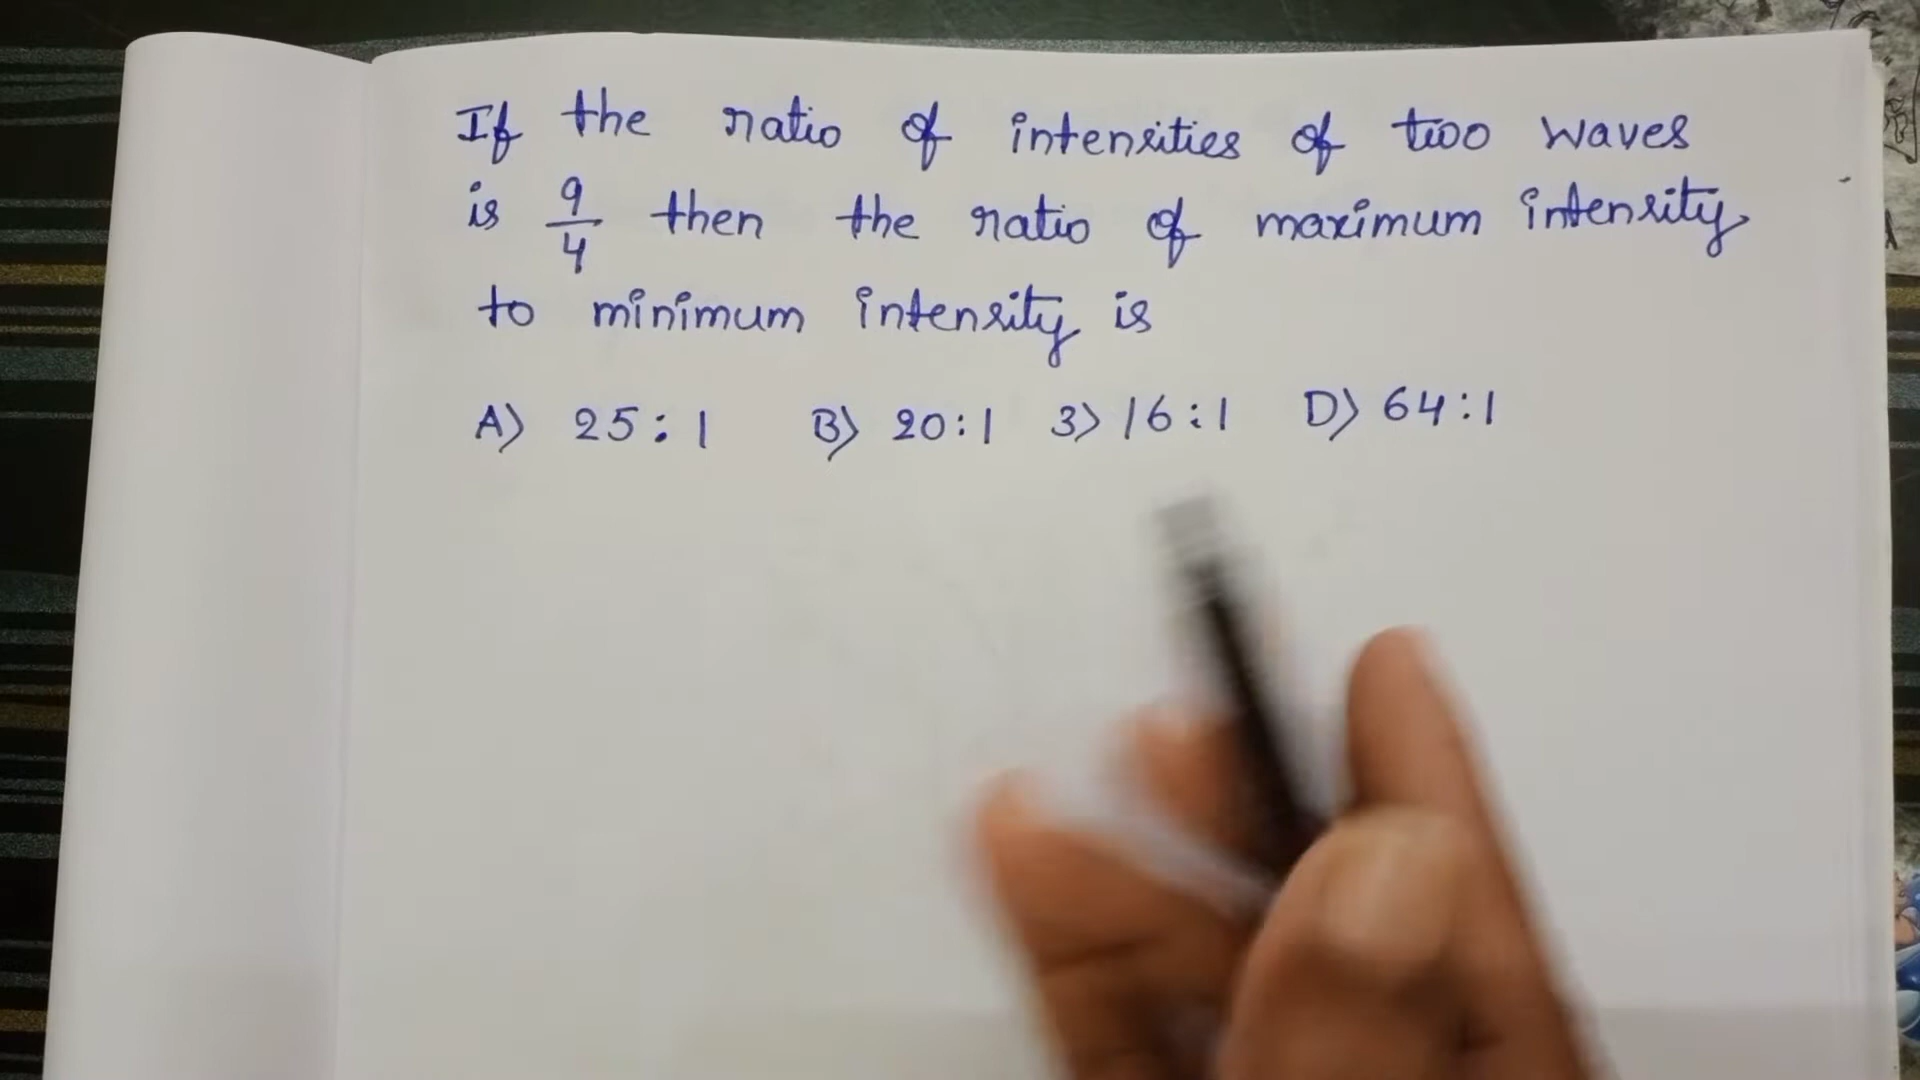 If the ratio of intensities of two waves
is 9/4 then the ratio of maximum intensity
to minimum intensity is
A) 25:1 B) 20:1 3) 16:1 D) 64:1